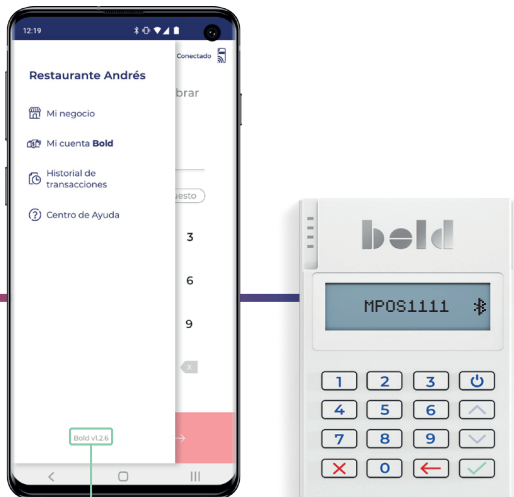 12:19
Conectado
Restaurante Andrés
brar
Mi negocio
Mi cuenta Bold
Historial de
transacciones
Centro de Ayuda
uesto
3
6
9
Bold v1.2.6
bold
MPOS1111
1 2 3
4 5 6
7 8 9
0